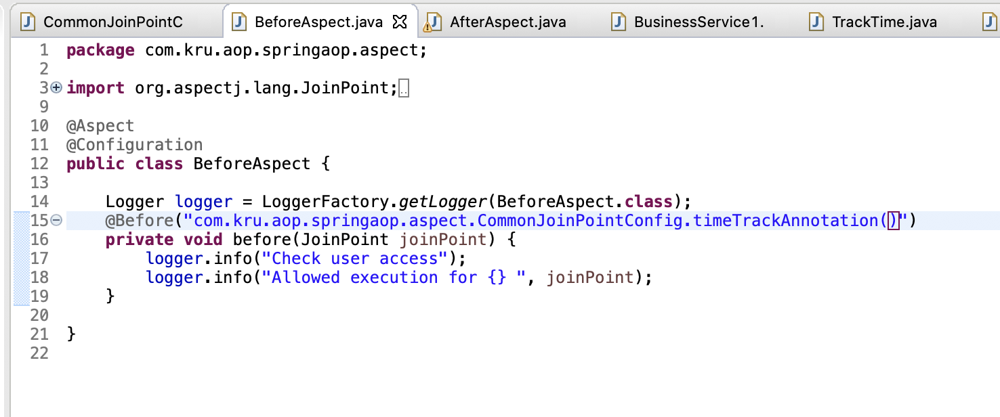 CommonJoinPointC BeforeAspect.java AfterAspect.java BusinessService1. TrackTime.java
1 package com.kru.aop.springaop.aspect;
2
3 import org.aspectj.lang.JoinPoint;
9
10 @Aspect
11 @Configuration
12 public class BeforeAspect {
13
14     Logger logger = LoggerFactory.getLogger(BeforeAspect.class);
15     @Before("com.kru.aop.springaop.aspect.CommonJoinPointConfig.timeTrackAnnotation()")
16     private void before(JoinPoint joinPoint) {
17         logger.info("Check user access");
18         logger.info("Allowed execution for {} ", joinPoint);
19     }
20
21 }
22